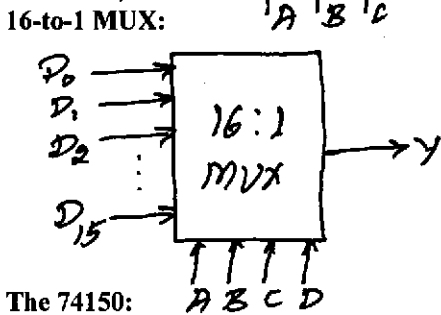 A B C
16-to-1 MUX:
D0
D1
D2
D15
16:1
MUX
Y
A B C D
The 74150: